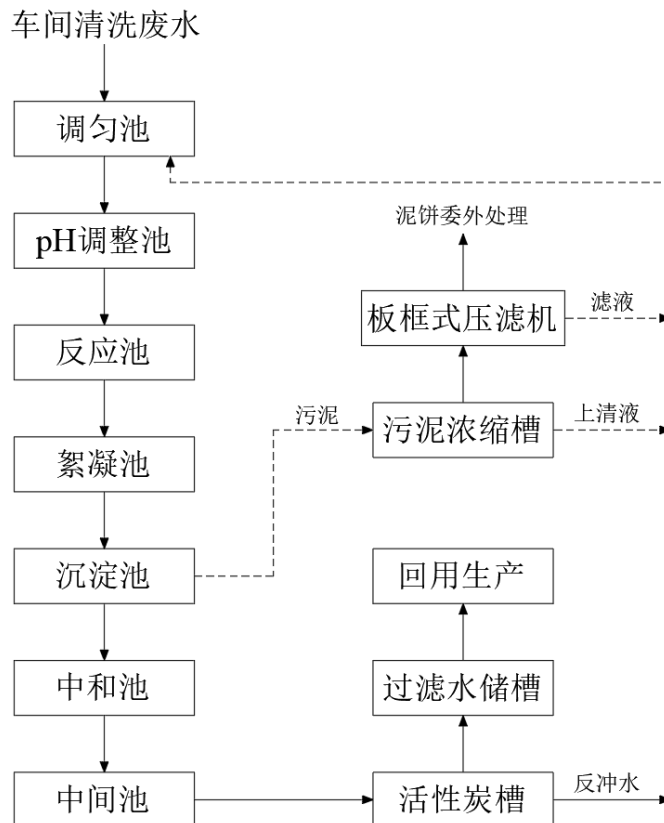 车间清洗废水
调匀池
pH调整池
反应池
絮凝池
沉淀池
中和池
中间池
泥饼委外处理
板框式压滤机
滤液
污泥
污泥浓缩槽
上清液
回用生产
过滤水储槽
活性炭槽
反冲水